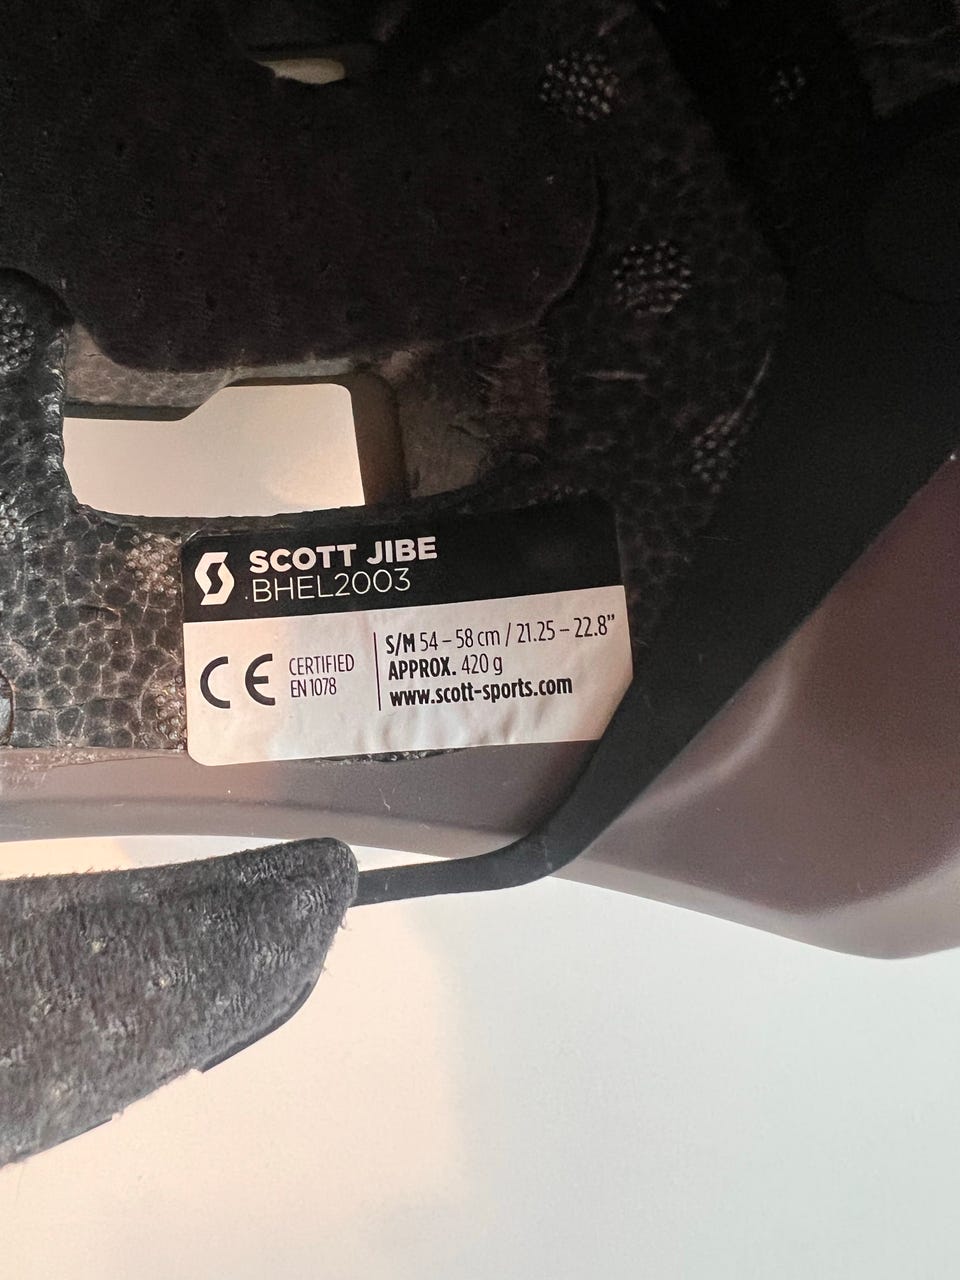 SCOTT JIBE
BHEL2003
CE CERTIFIED
EN 1078
S/M 54 – 58 cm / 21.25 – 22.8”
APPROX. 420 g
www.scott-sports.com